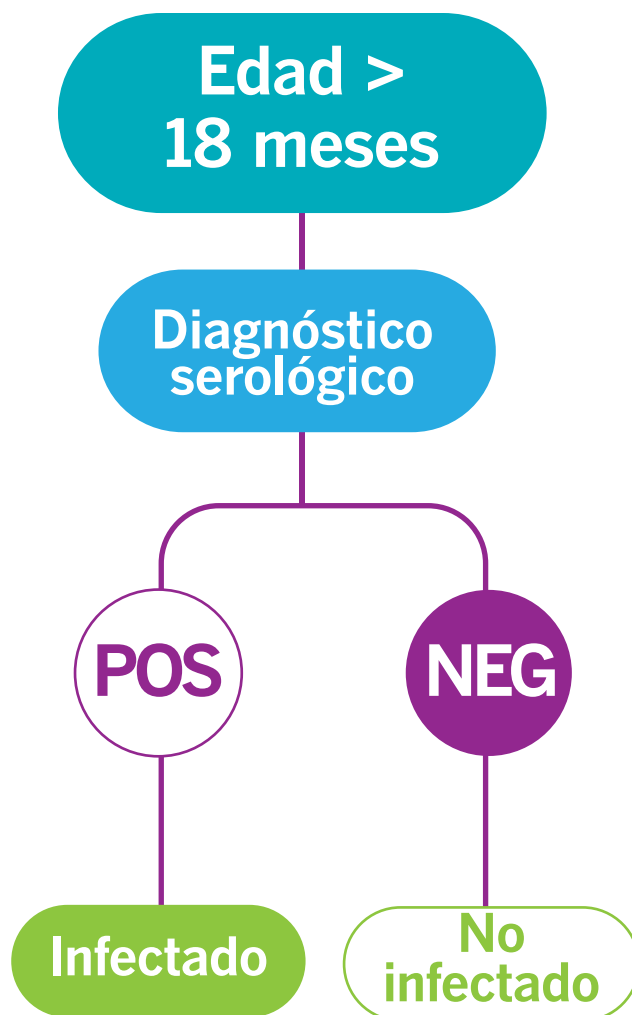 Edad >
18 meses
Diagnóstico
serológico
POS
NEG
Infectado
No
infectado